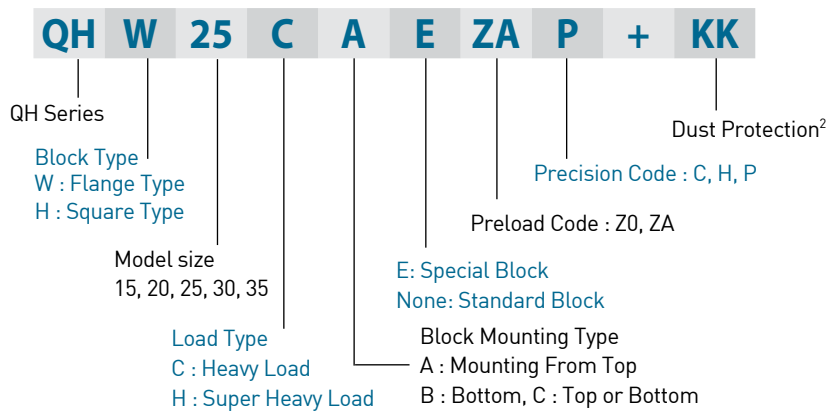 QH W 25 C A E ZA P + KK
QH Series
Dust Protection²
Block Type
W : Flange Type
H : Square Type
Precision Code : C, H, P
Preload Code : Z0, ZA
Model size
15, 20, 25, 30, 35
E: Special Block
None: Standard Block
Load Type
C : Heavy Load
H : Super Heavy Load
Block Mounting Type
A : Mounting From Top
B : Bottom, C : Top or Bottom